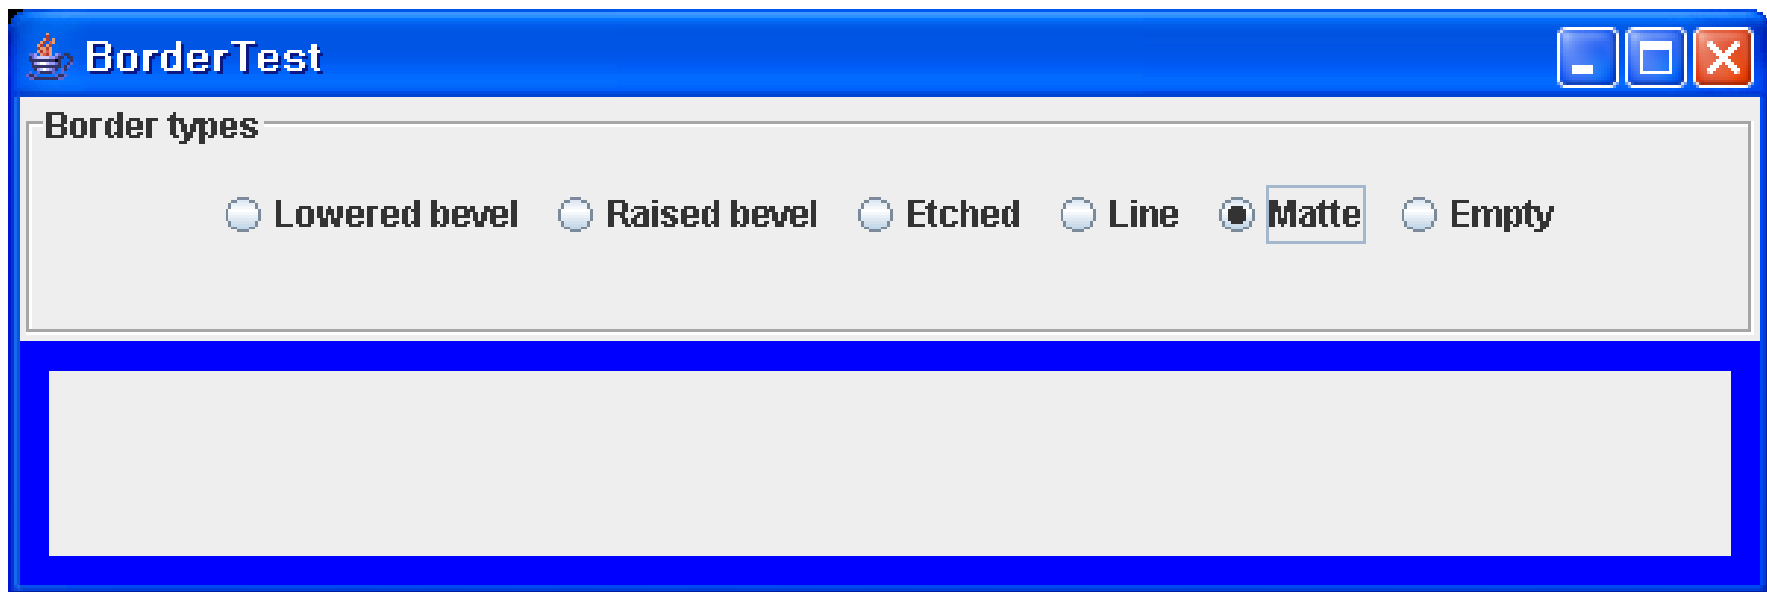 BorderTest
Border types
Lowered bevel Raised bevel Etched Line Matte Empty